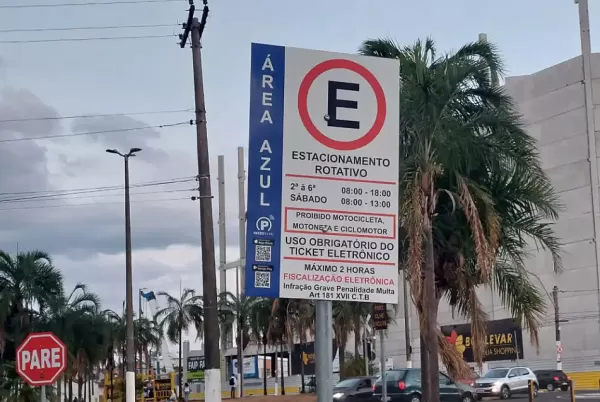 ÁREA AZUL
E
ESTACIONAMENTO
ROTATIVO
2ª à 6ª 08:00 - 18:00
SÁBADO 08:00 - 13:00
PROIBIDO MOTOCICLETA,
MOTONETA E CICLOMOTOR
USO OBRIGATÓRIO DO
TICKET ELETRÔNICO
MÁXIMO 2 HORAS
FISCALIZAÇÃO ELETRÔNICA
Infração Grave Penalidade Multa
Art 181 XVII C.T.B
P
PARE
BOULEVAR
SHOPPING
FAIP